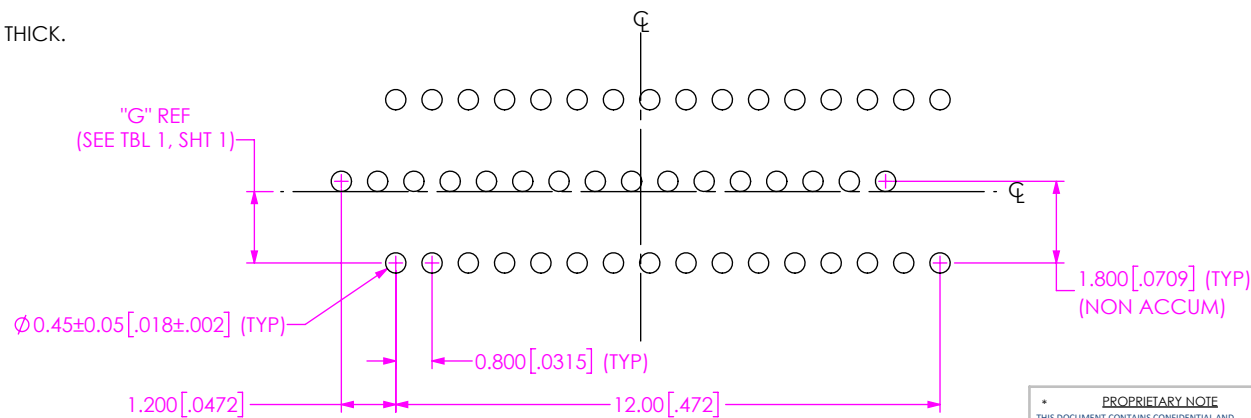 THICK.
℄
"G" REF
(SEE TBL 1, SHT 1)
℄
1.800[.0709] (TYP)
(NON ACCUM)
Ø0.45±0.05[.018±.002] (TYP)
0.800[.0315] (TYP)
1.200[.0472]
12.00[.472]
* PROPRIETARY NOTE
THIS DOCUMENT CONTAINS CONFIDENTIAL AND